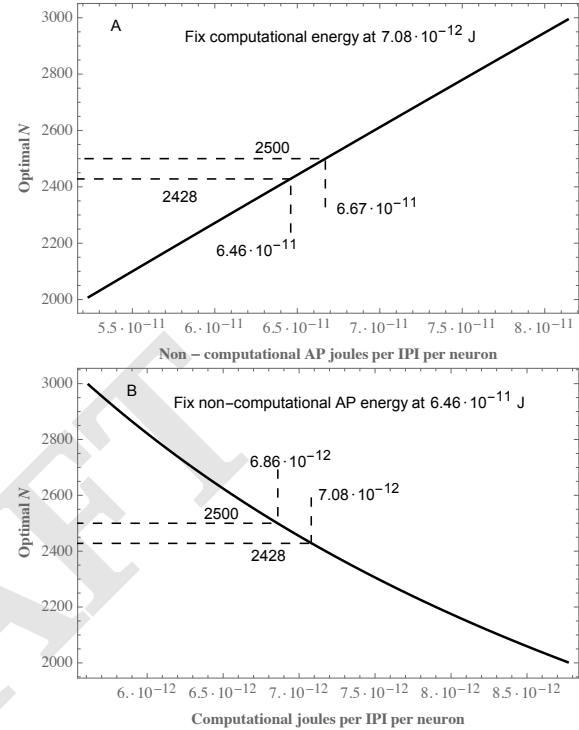 A
Fix computational energy at 7.08·10⁻¹² J
3000
2800
2600
2400
2200
2000
Optimal N
2500
2428
6.67·10⁻¹¹
6.46·10⁻¹¹
5.5·10⁻¹¹ 6.·10⁻¹¹ 6.5·10⁻¹¹ 7.·10⁻¹¹ 7.5·10⁻¹¹ 8.·10⁻¹¹
Non – computational AP joules per IPI per neuron
B
Fix non–computational AP energy at 6.46·10⁻¹¹ J
3000
2800
2600
2400
2200
2000
Optimal N
6.86·10⁻¹²
7.08·10⁻¹²
2500
2428
6.·10⁻¹² 6.5·10⁻¹² 7.·10⁻¹² 7.5·10⁻¹² 8.·10⁻¹² 8.5·10⁻¹²
Computational joules per IPI per neuron
AFT